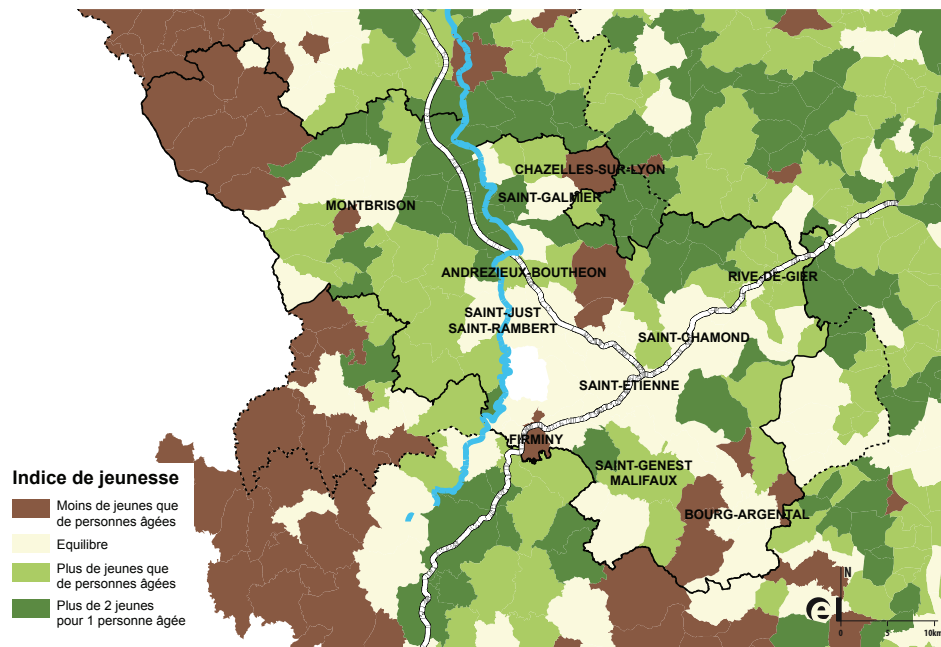 CHAZELLES-SUR-LYON
SAINT-GALMIER
MONTBRISON
ANDREZIEUX-BOUTHEON
RIVE-DE-GIER
SAINT-JUST
SAINT-RAMBERT
SAINT-CHAMOND
SAINT-ETIENNE
FIRMINY
SAINT-GENEST
MALIFAUX
BOURG-ARGENTAL
Indice de jeunesse
Moins de jeunes que
de personnes âgées
Equilibre
Plus de jeunes que
de personnes âgées
Plus de 2 jeunes
pour 1 personne âgée
N
0 5 10km